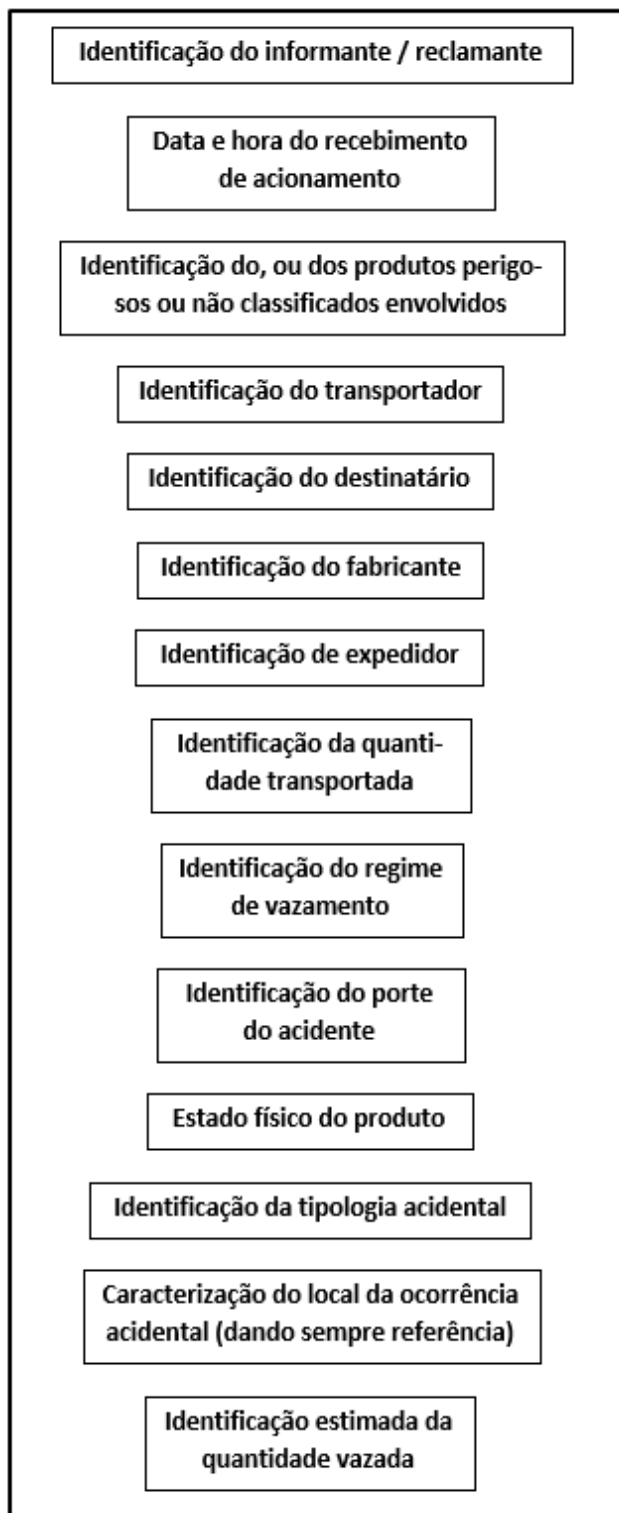 Identificação do informante / reclamante
Data e hora do recebimento
de acionamento
Identificação do, ou dos produtos perigo-
sos ou não classificados envolvidos
Identificação do transportador
Identificação do destinatário
Identificação do fabricante
Identificação de expedidor
Identificação da quanti-
dade transportada
Identificação do regime
de vazamento
Identificação do porte
do acidente
Estado físico do produto
Identificação da tipologia acidental
Caracterização do local da ocorrência
acidental (dando sempre referência)
Identificação estimada da
quantidade vazada